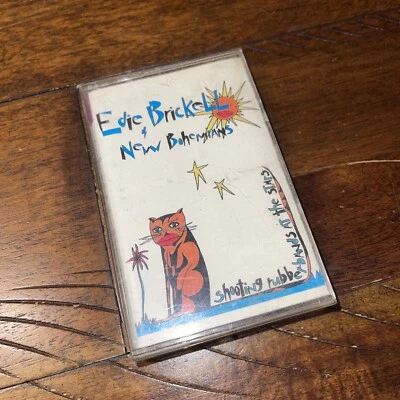 Edie BrickeLL
& New Bohemians
shooting rubberbands at the stars